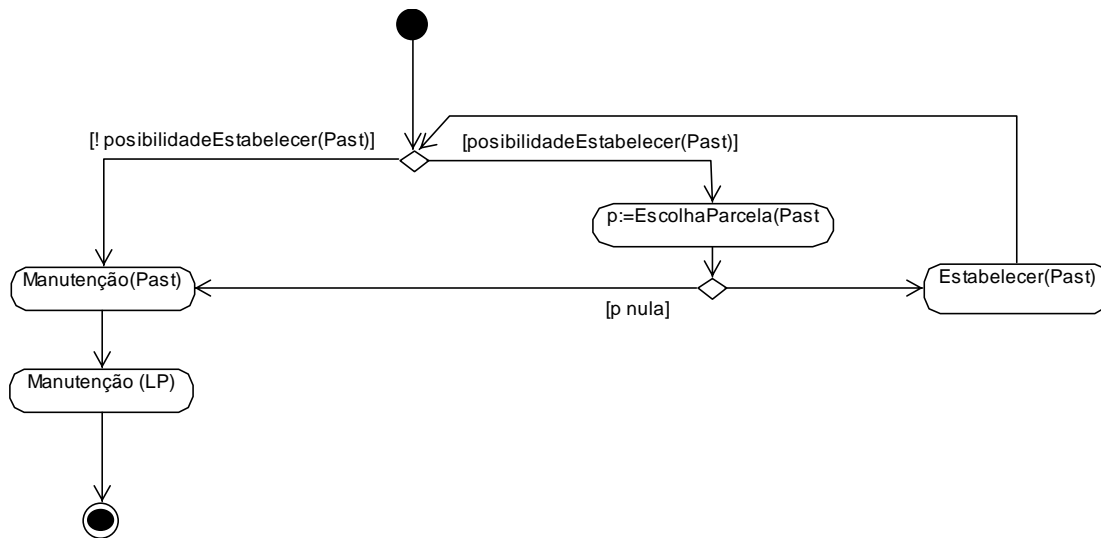 [! posibilidadeEstabelecer(Past)]
[posibilidadeEstabelecer(Past)]
p:=EscolhaParcela(Past
Manutenção(Past)
Estabelecer(Past)
[p nula]
Manutenção (LP)